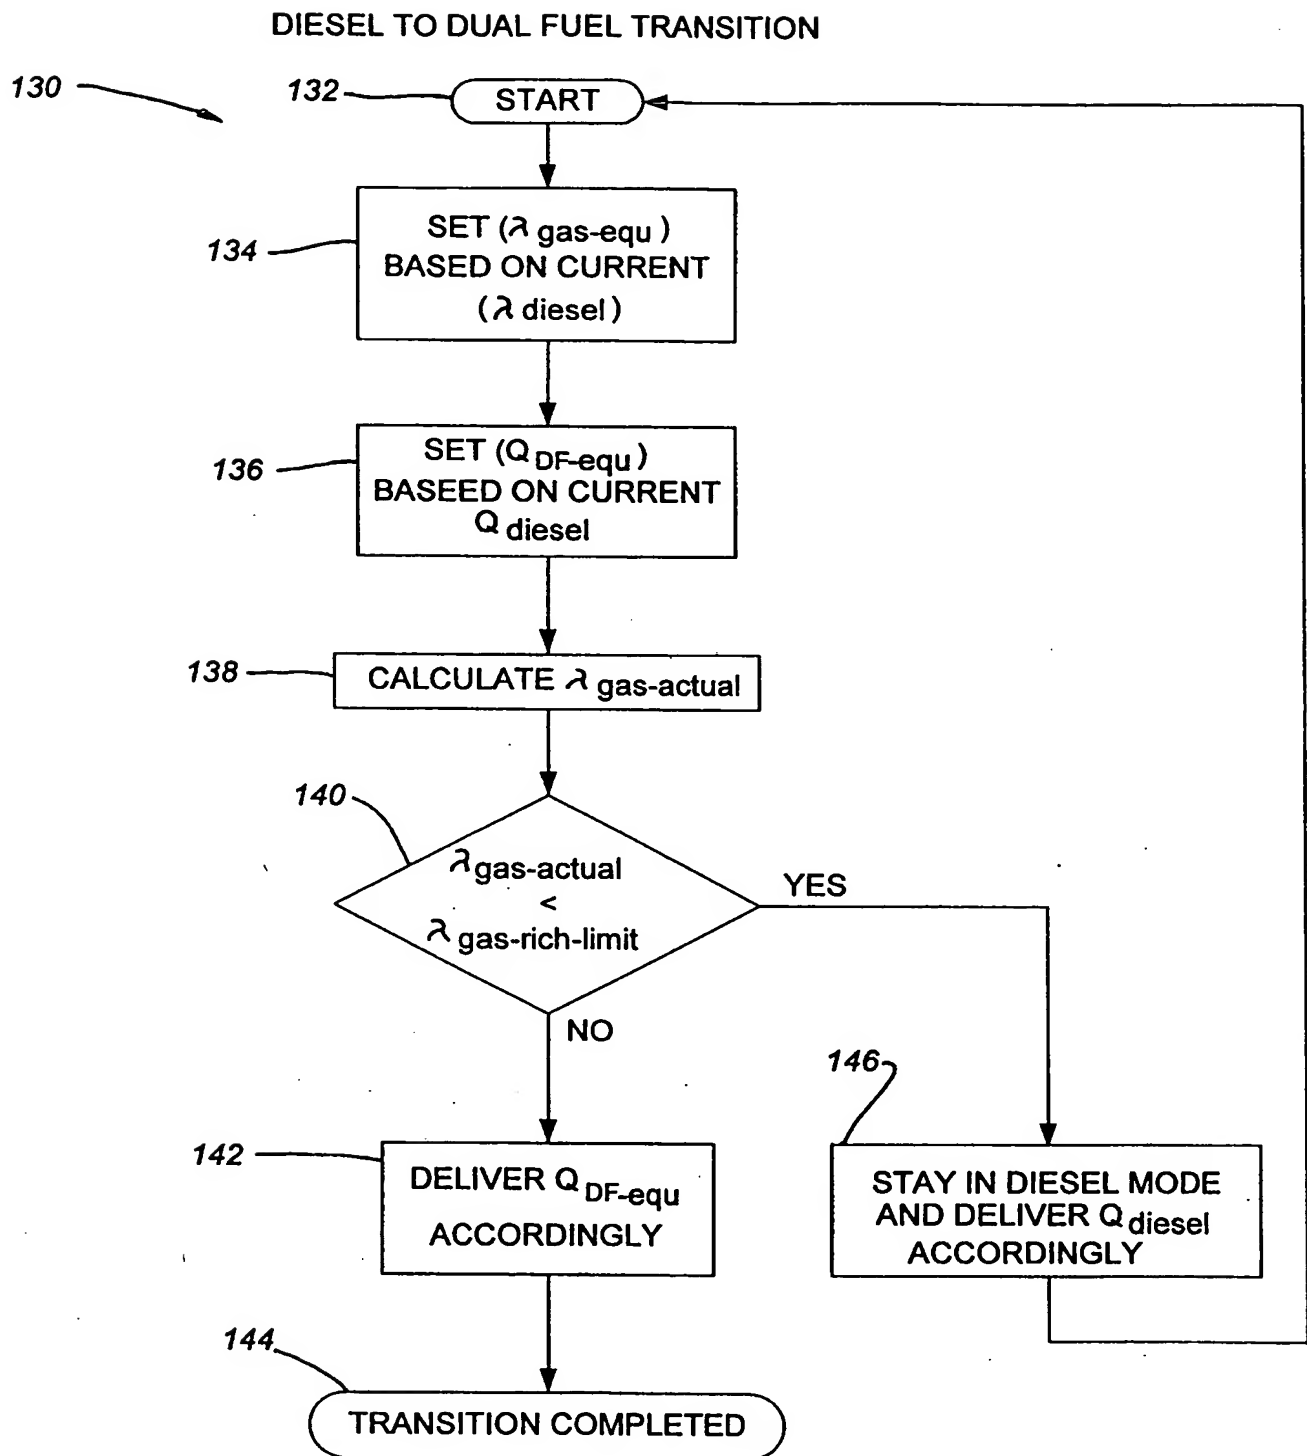 DIESEL TO DUAL FUEL TRANSITION
130
132
START
134
SET (λ gas-equ)
BASED ON CURRENT
(λ diesel)
136
SET (Q DF-equ)
BASEED ON CURRENT
Q diesel
138
CALCULATE λ gas-actual
140
λ gas-actual
<
λ gas-rich-limit
YES
NO
142
DELIVER Q DF-equ
ACCORDINGLY
146
STAY IN DIESEL MODE
AND DELIVER Q diesel
ACCORDINGLY
144
TRANSITION COMPLETED